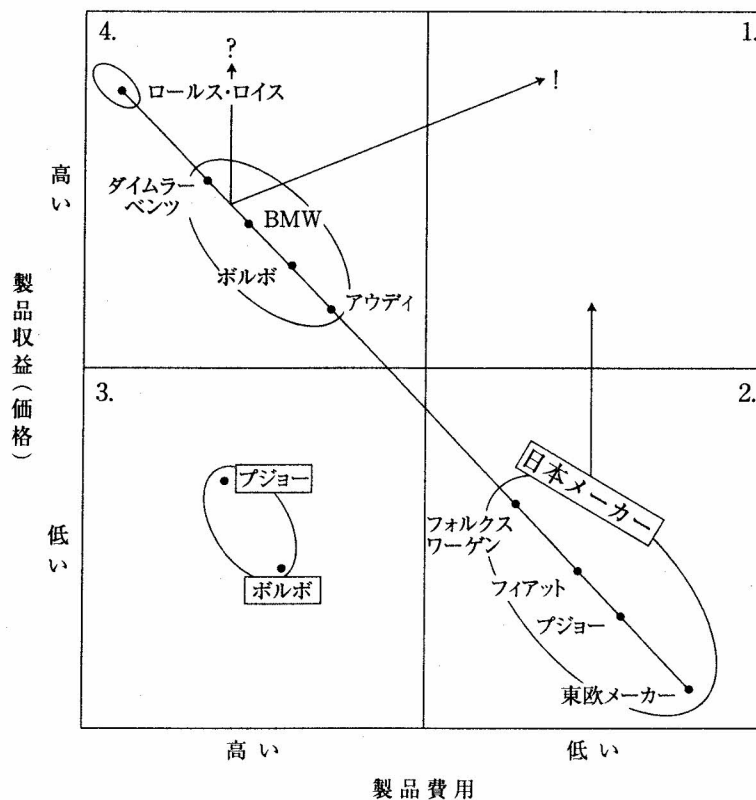 4.
?
1.
!
ロールス・ロイス
ダイムラー
ベンツ
BMW
ボルボ
アウディ
高い
製品収益(価格)
3.
2.
プジョー
ボルボ
日本メーカー
フォルクス
ワーゲン
フィアット
プジョー
東欧メーカー
低い
高い
低い
製品費用